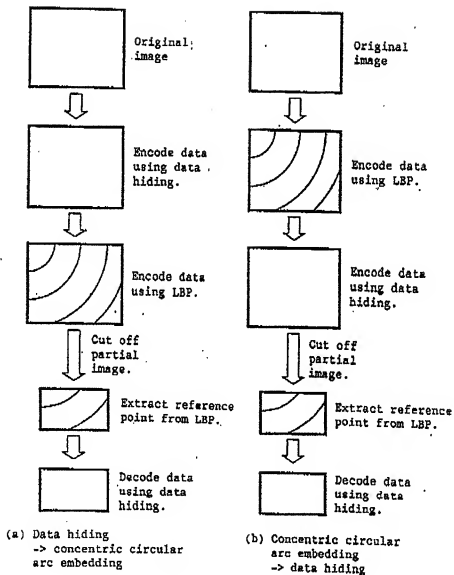 Original
image
Encode data
using data
hiding.
Encode data
using LBP.
Cut off
partial
image.
Extract reference
point from LBP.
Decode data
using data
hiding.
(a) Data hiding
-> concentric circular
arc embedding
Original
image
Encode data
using LBP.
Encode data
using data
hiding.
Cut off
partial
image.
Extract reference
point from LBP.
Decode data
using data
hiding.
(b) Concentric circular
arc embedding
-> data hiding